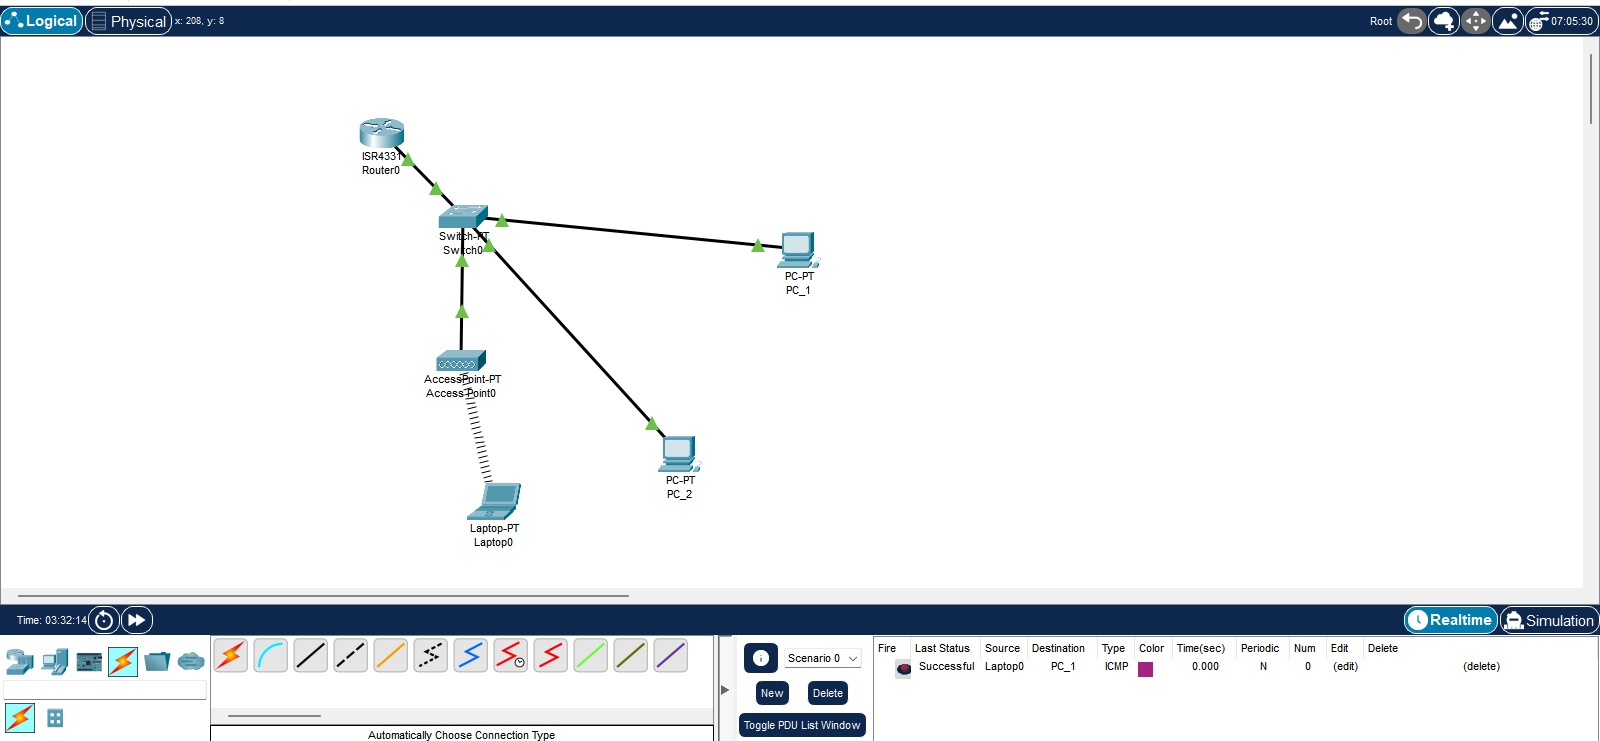 Logical Physical x: 208, y: 8 Root 07:05:30
ISR4331
Router0
Switch-PT
Switch0
PC-PT
PC_1
AccessPoint-PT
Access Point0
PC-PT
PC_2
Laptop-PT
Laptop0
Time: 03:32:14 Realtime Simulation
Scenario 0
New Delete
Toggle PDU List Window
Fire Last Status Source Destination Type Color Time(sec) Periodic Num Edit Delete
Successful Laptop0 PC_1 ICMP 0.000 N 0 (edit) (delete)
Automatically Choose Connection Type